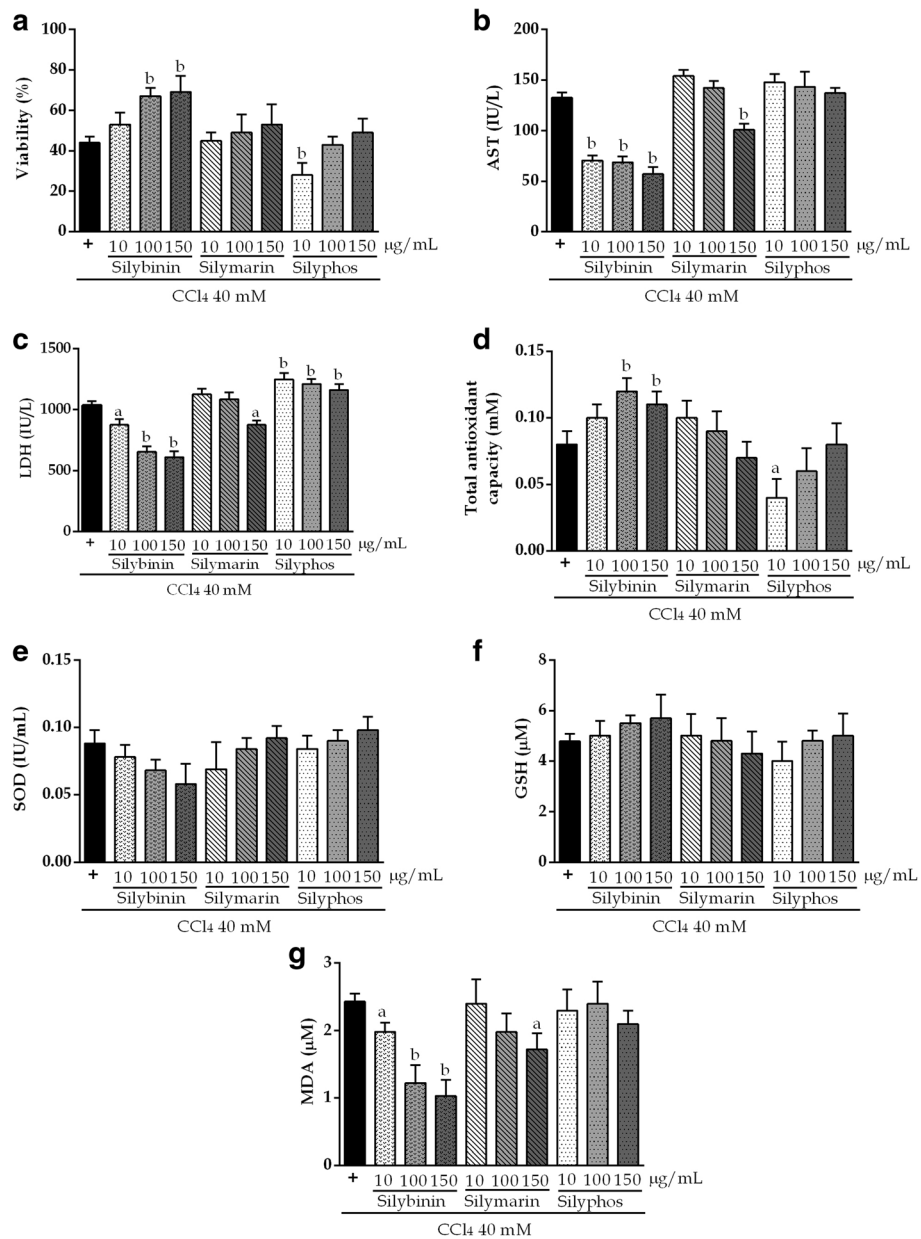 a
Viability (%)
100
80
60
40
20
0
b
b
b
+
10 100 150 10 100 150 10 100 150 µg/mL
Silybinin Silymarin Silyphos
CCl₄ 40 mM
b
AST (IU/L)
200
150
100
50
0
b
b
b
+
10 100 150 10 100 150 10 100 150 µg/mL
Silybinin Silymarin Silyphos
CCl₄ 40 mM
c
LDH (IU/L)
1500
1000
500
0
a
b
b
a
b
b
b
+
10 100 150 10 100 150 10 100 150 µg/mL
Silybinin Silymarin Silyphos
CCl₄ 40 mM
d
Total antioxidant
capacity (mM)
0.15
0.10
0.05
0.00
b
b
a
+
10 100 150 10 100 150 10 100 150 µg/mL
Silybinin Silymarin Silyphos
CCl₄ 40 mM
e
SOD (IU/mL)
0.15
0.10
0.05
0.00
+
10 100 150 10 100 150 10 100 150 µg/mL
Silybinin Silymarin Silyphos
CCl₄ 40 mM
f
GSH (µM)
8
6
4
2
0
+
10 100 150 10 100 150 10 100 150 µg/mL
Silybinin Silymarin Silyphos
CCl₄ 40 mM
g
MDA (µM)
3
2
1
0
a
b
b
a
+
10 100 150 10 100 150 10 100 150 µg/mL
Silybinin Silymarin Silyphos
CCl₄ 40 mM